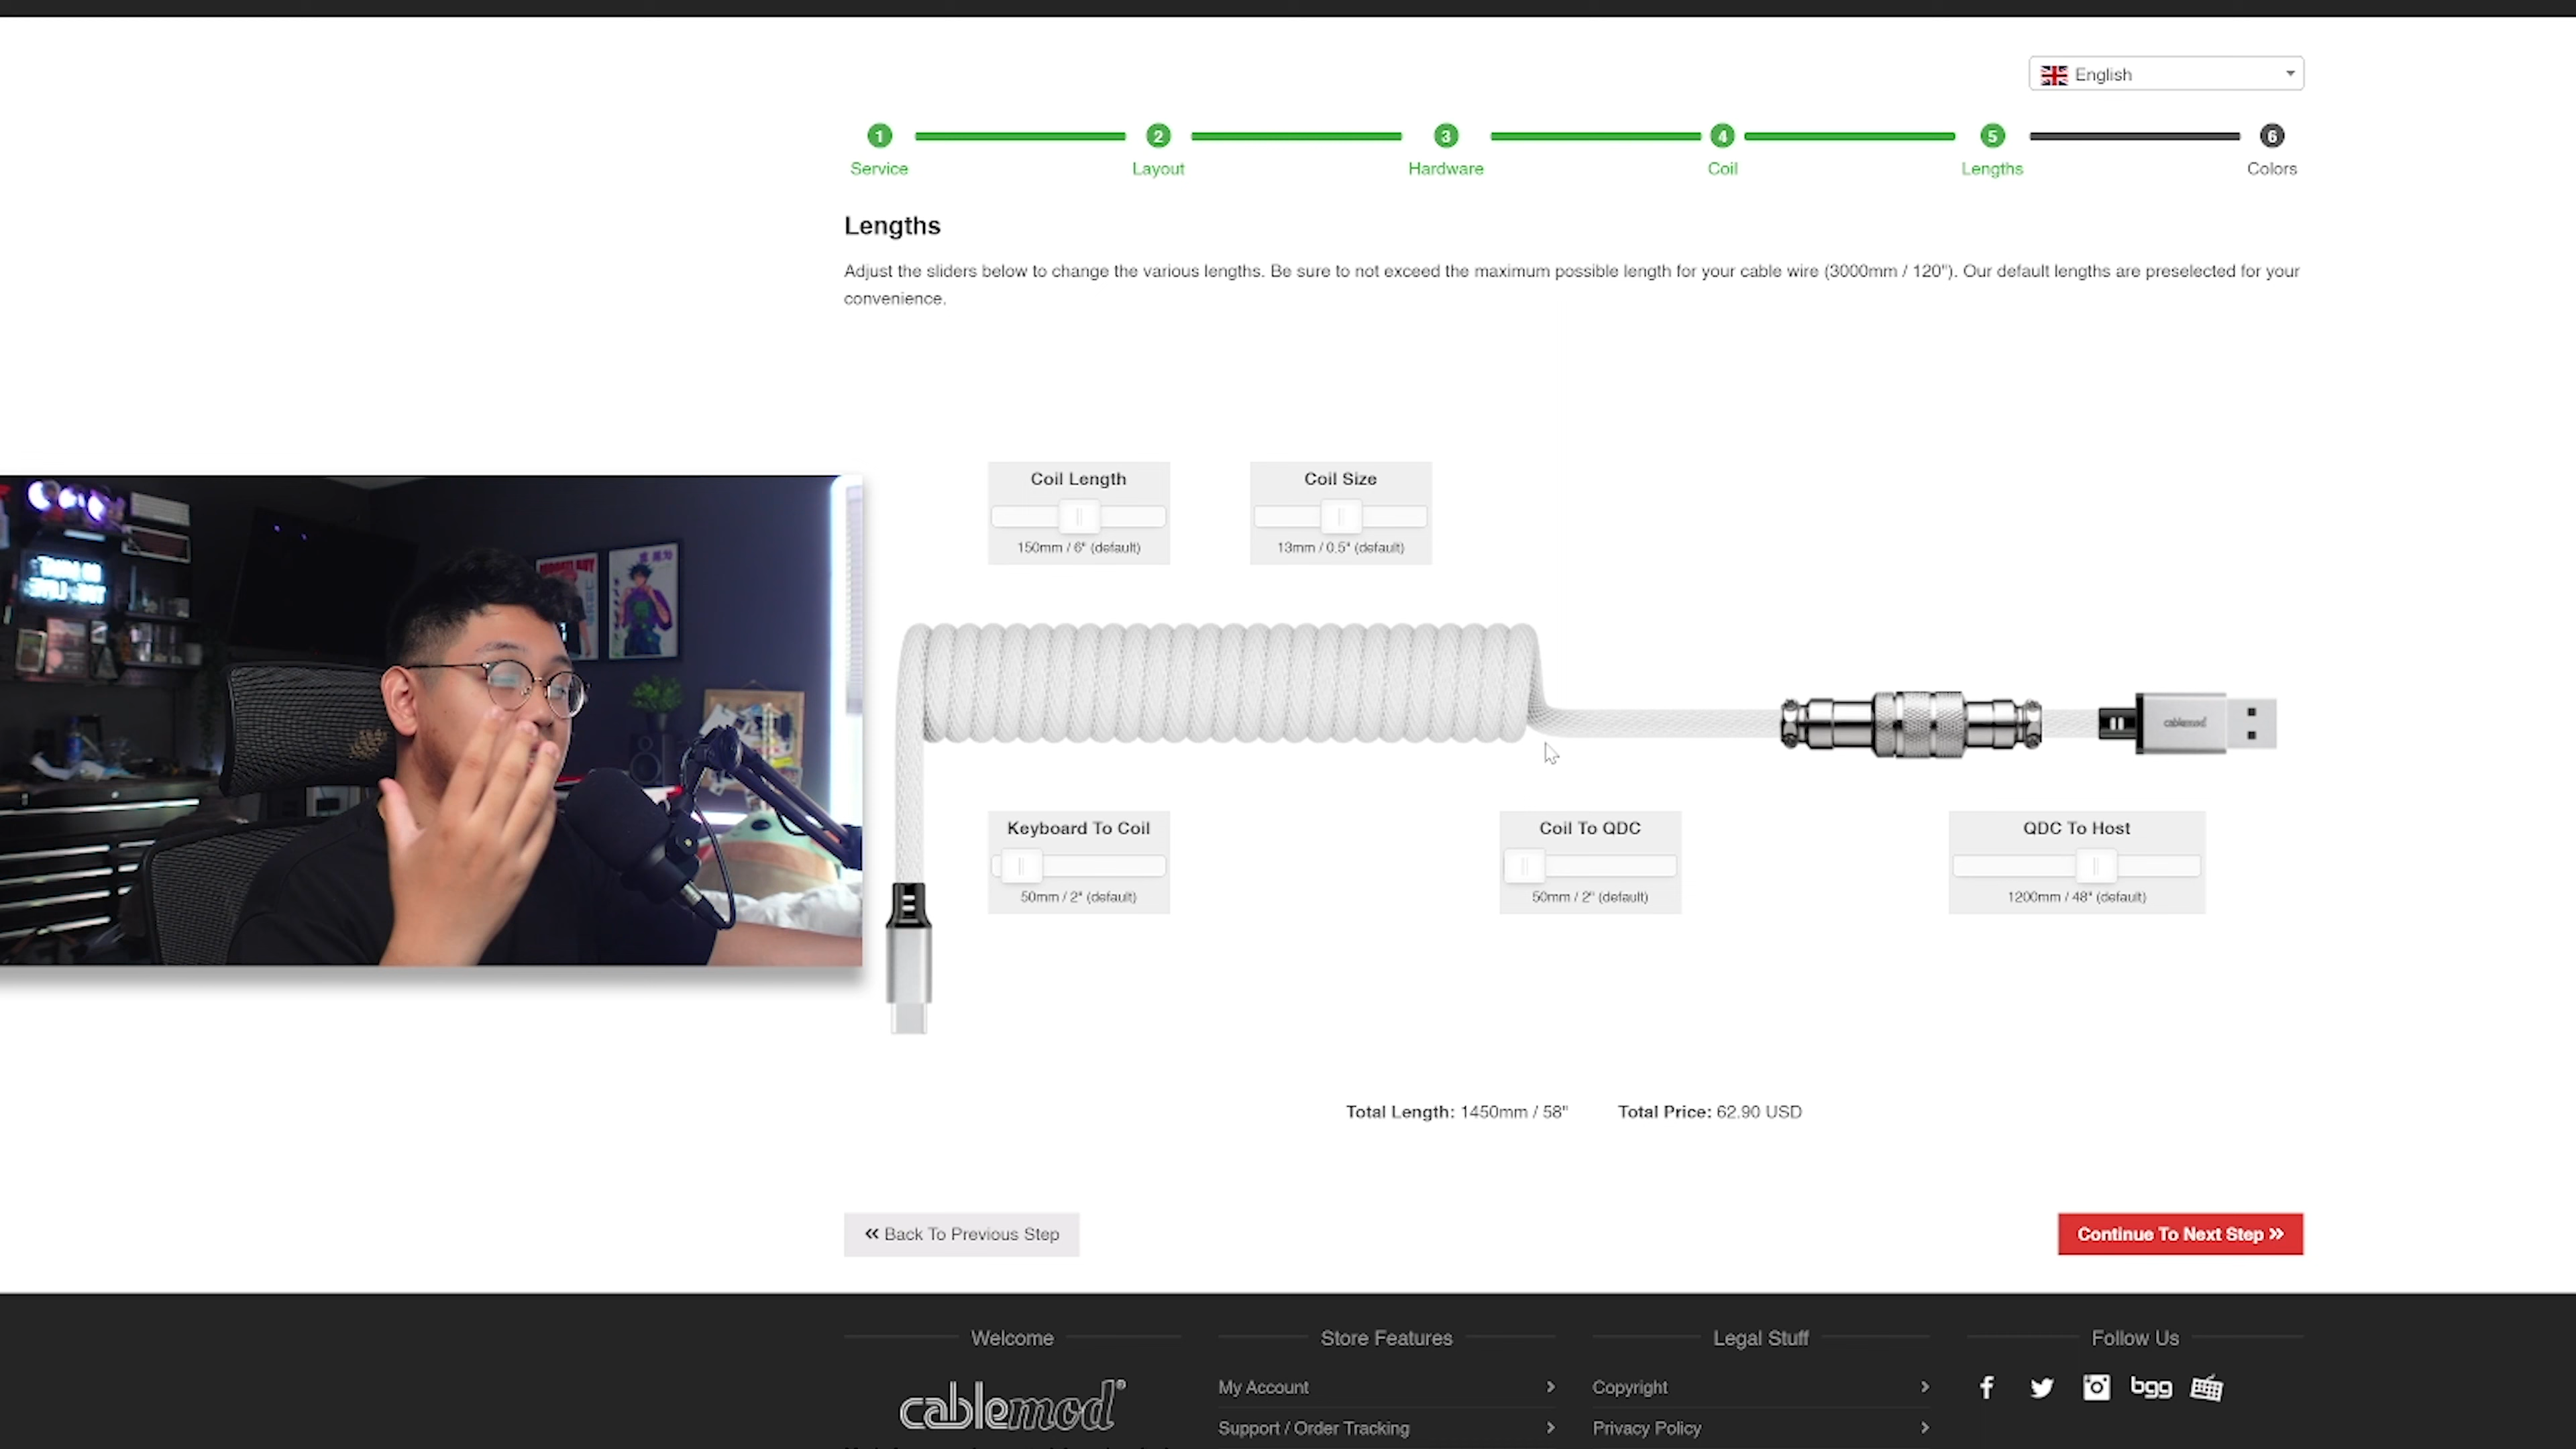 English
1 2 3 4 5 6
Service Layout Hardware Coil Lengths Colors
Lengths
Adjust the sliders below to change the various lengths. Be sure to not exceed the maximum possible length for your cable wire (3000mm / 120"). Our default lengths are preselected for your
convenience.
Coil Length
150mm / 6" (default)
Coil Size
13mm / 0.5" (default)
cablemod
Keyboard To Coil
50mm / 2" (default)
Coil To QDC
50mm / 2" (default)
QDC To Host
1200mm / 48" (default)
Total Length: 1450mm / 58" Total Price: 62.90 USD
« Back To Previous Step
Continue To Next Step »
Welcome
cablemod®
Store Features
My Account
Support / Order Tracking
Legal Stuff
Copyright
Privacy Policy
Follow Us
bgg